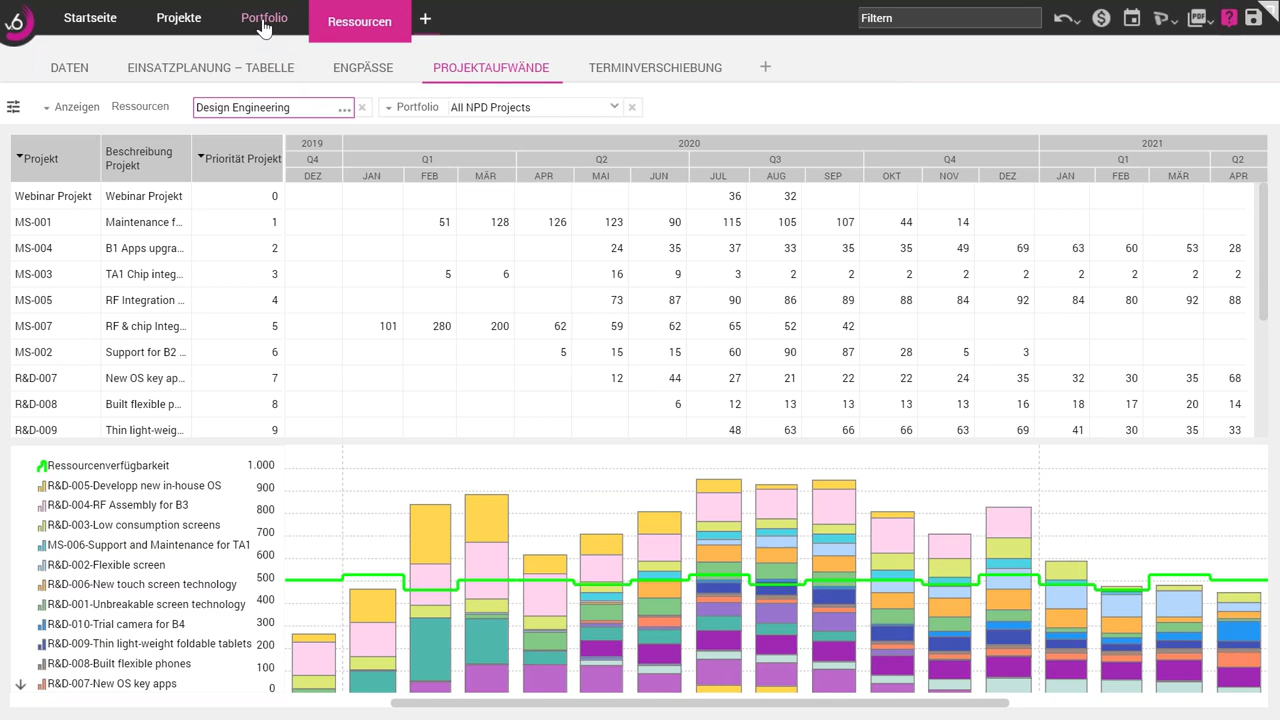 v6 Startseite Projekte Portfolio Ressourcen + Filtern PDF ?
DATEN EINSATZPLANUNG – TABELLE ENGPÄSSE PROJEKTAUFWÄNDE TERMINVERSCHIEBUNG +
Anzeigen Ressourcen Design Engineering ... × Portfolio All NPD Projects ×
Projekt Beschreibung Projekt Priorität Projekt
2019 2020 2021
Q4 Q1 Q2 Q3 Q4 Q1 Q2
DEZ JAN FEB MÄR APR MAI JUN JUL AUG SEP OKT NOV DEZ JAN FEB MÄR APR
Webinar Projekt Webinar Projekt 0 36 32
MS-001 Maintenance f... 1 51 128 126 123 90 115 105 107 44 14
MS-004 B1 Apps upgra... 2 24 35 37 33 35 35 49 69 63 60 53 28
MS-003 TA1 Chip integ... 3 5 6 16 9 3 2 2 2 2 2 2 2 2 2
MS-005 RF Integration ... 4 73 87 90 86 89 88 84 92 84 80 92 88
MS-007 RF & chip Integ... 5 101 280 200 62 59 62 65 52 42
MS-002 Support for B2 ... 6 5 15 15 60 90 87 28 5 3
R&D-007 New OS key ap... 7 12 44 27 21 22 22 24 35 32 30 35 68
R&D-008 Built flexible p... 8 6 12 13 13 13 13 16 18 17 20 14
R&D-009 Thin light-weig... 9 48 63 66 66 63 69 41 30 35 33
Ressourcenverfügbarkeit
R&D-005-Developp new in-house OS
R&D-004-RF Assembly for B3
R&D-003-Low consumption screens
MS-006-Support and Maintenance for TA1
R&D-002-Flexible screen
R&D-006-New touch screen technology
R&D-001-Unbreakable screen technology
R&D-010-Trial camera for B4
R&D-009-Thin light-weight foldable tablets
R&D-008-Built flexible phones
R&D-007-New OS key apps
1.000
900
800
700
600
500
400
300
200
100
0